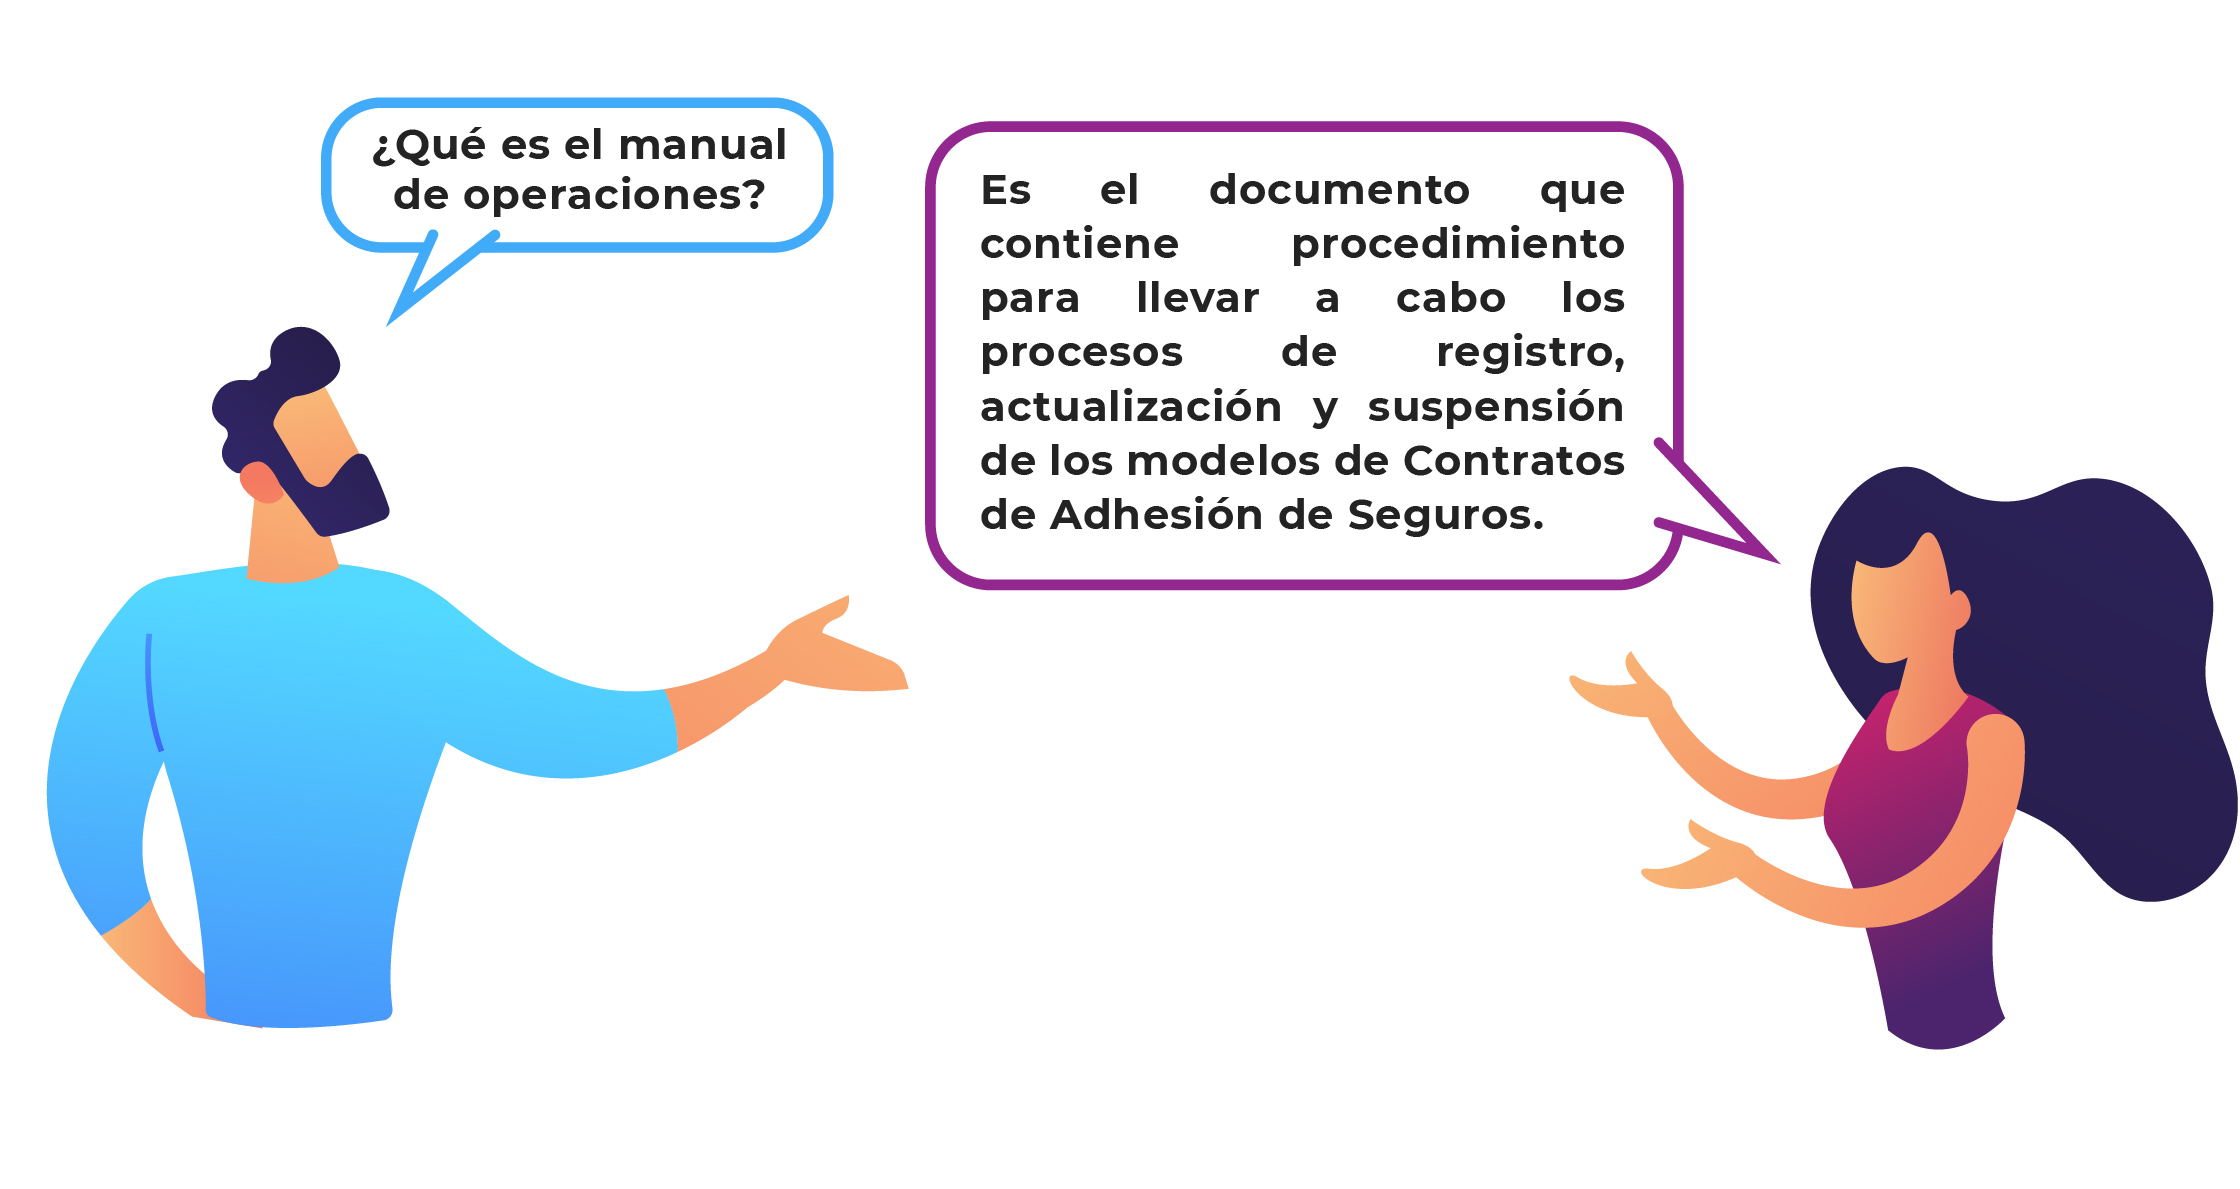 ¿Qué es el manual
de operaciones?
Es el documento que
contiene procedimiento
para llevar a cabo los
procesos de registro,
actualización y suspensión
de los modelos de Contratos
de Adhesión de Seguros.